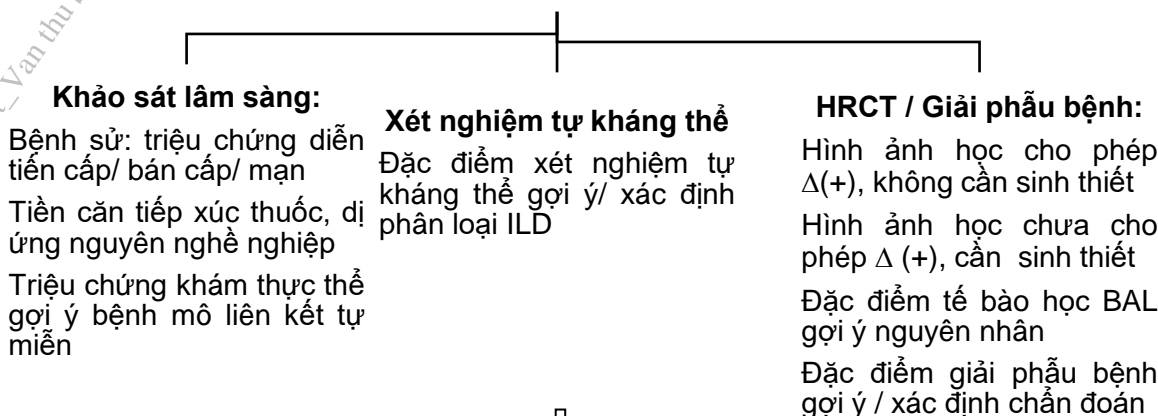 _Van thu
Khảo sát lâm sàng:
Bệnh sử: triệu chứng diễn
tiến cấp/ bán cấp/ mạn
Tiền căn tiếp xúc thuốc, dị
ứng nguyên nghề nghiệp
Triệu chứng khám thực thể
gợi ý bệnh mô liên kết tự
miễn
Xét nghiệm tự kháng thể
Đặc điểm xét nghiệm tự
kháng thể gợi ý/ xác định
phân loại ILD
HRCT / Giải phẫu bệnh:
Hình ảnh học cho phép
∆(+), không cần sinh thiết
Hình ảnh học chưa cho
phép ∆ (+), cần sinh thiết
Đặc điểm tế bào học BAL
gợi ý nguyên nhân
Đặc điểm giải phẫu bệnh
gợi ý / xác định chẩn đoán